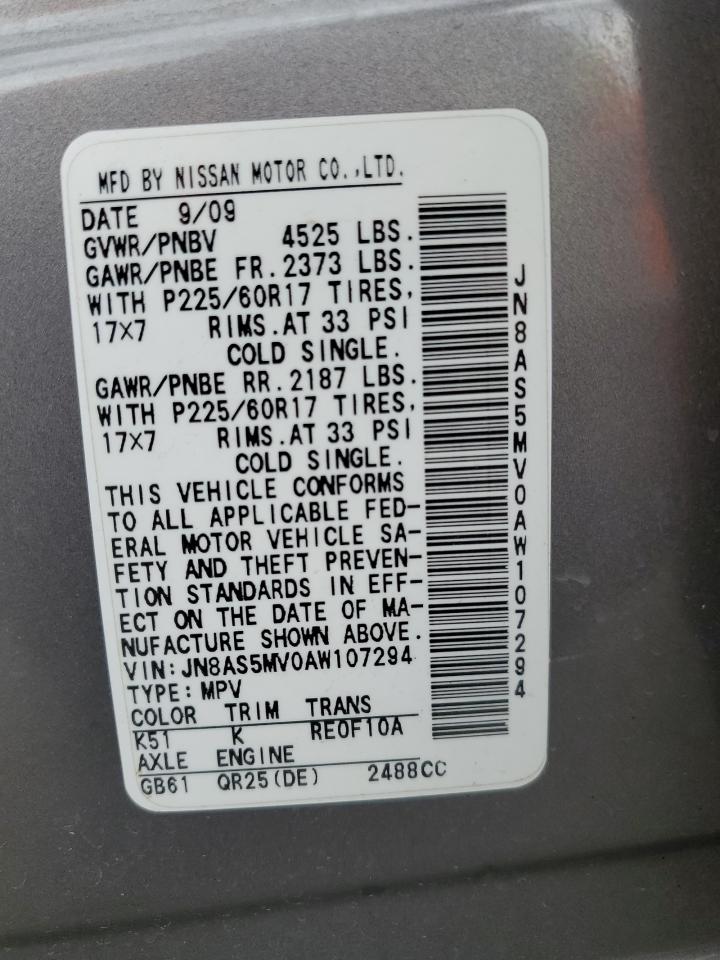 MFD BY NISSAN MOTOR CO.,LTD.
DATE 9/09
GVWR/PNBV 4525 LBS.
GAWR/PNBE FR.2373 LBS.
WITH P225/60R17 TIRES,
17X7 RIMS.AT 33 PSI
COLD SINGLE.
GAWR/PNBE RR.2187 LBS.
WITH P225/60R17 TIRES,
17X7 RIMS.AT 33 PSI
COLD SINGLE.
THIS VEHICLE CONFORMS
TO ALL APPLICABLE FED-
ERAL MOTOR VEHICLE SA-
FETY AND THEFT PREVEN-
TION STANDARDS IN EFF-
ECT ON THE DATE OF MA-
NUFACTURE SHOWN ABOVE.
VIN:JN8AS5MV0AW107294
TYPE:MPV
COLOR TRIM TRANS
K51 K RE0F10A
AXLE ENGINE
GB61 QR25(DE) 2488CC
JN8AS5MV0AW107294